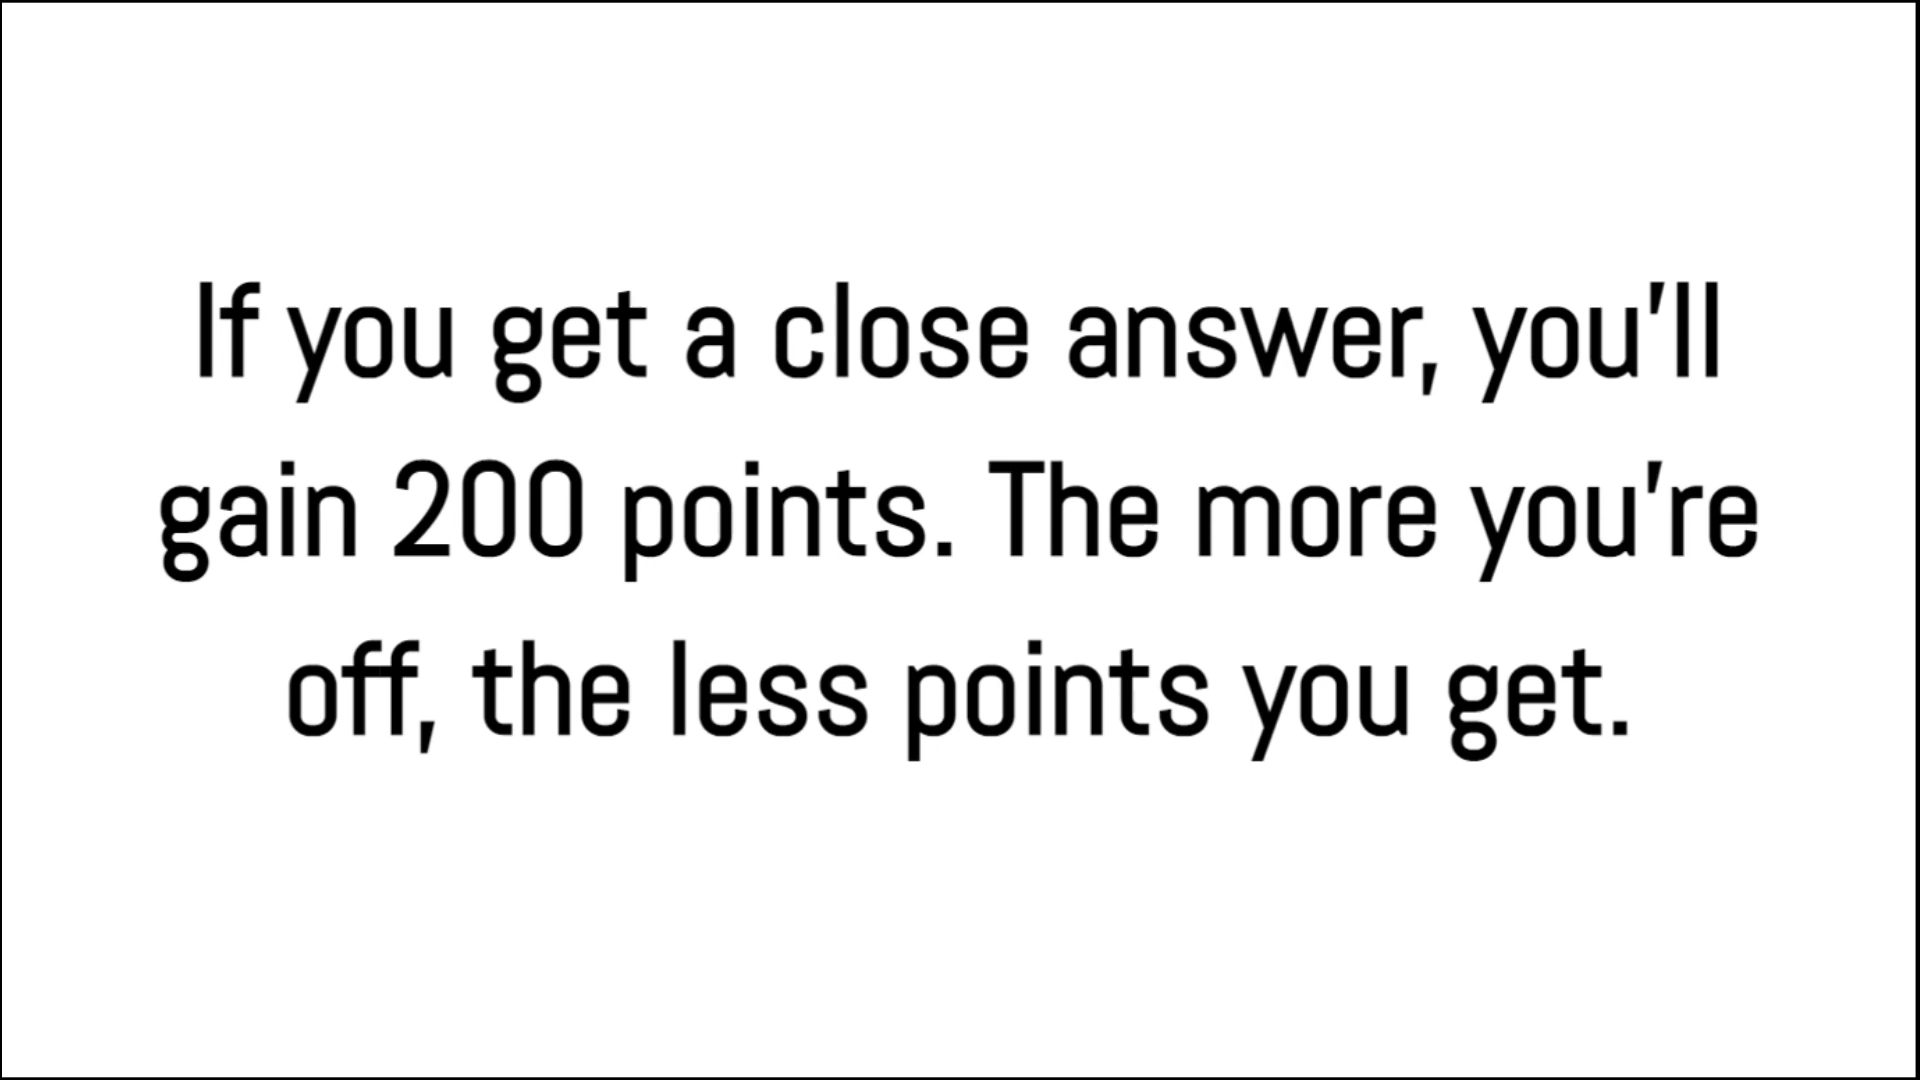 If you get a close answer, you'll
gain 200 points. The more you're
off, the less points you get.